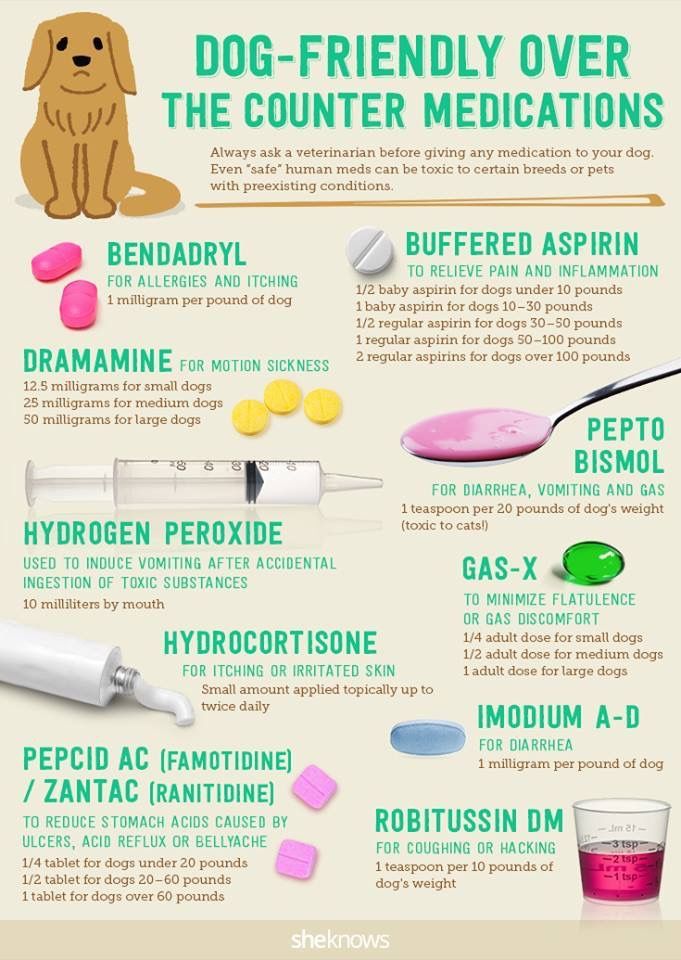 DOG-FRIENDLY OVER
THE COUNTER MEDICATIONS
Always ask a veterinarian before giving any medication to your dog.
Even "safe" human meds can be toxic to certain breeds or pets
with preexisting conditions.
BENDADRYL
FOR ALLERGIES AND ITCHING
1 milligram per pound of dog
BUFFERED ASPIRIN
TO RELIEVE PAIN AND INFLAMMATION
1/2 baby aspirin for dogs under 10 pounds
1 baby aspirin for dogs 10–30 pounds
1/2 regular aspirin for dogs 30–50 pounds
1 regular aspirin for dogs 50–100 pounds
2 regular aspirins for dogs over 100 pounds
DRAMAMINE FOR MOTION SICKNESS
12.5 milligrams for small dogs
25 milligrams for medium dogs
50 milligrams for large dogs
PEPTO
BISMOL
FOR DIARRHEA, VOMITING AND GAS
1 teaspoon per 20 pounds of dog's weight
(toxic to cats!)
HYDROGEN PEROXIDE
USED TO INDUCE VOMITING AFTER ACCIDENTAL
INGESTION OF TOXIC SUBSTANCES
10 milliliters by mouth
GAS-X
TO MINIMIZE FLATULENCE
OR GAS DISCOMFORT
1/4 adult dose for small dogs
1/2 adult dose for medium dogs
1 adult dose for large dogs
HYDROCORTISONE
FOR ITCHING OR IRRITATED SKIN
Small amount applied topically up to
twice daily
IMODIUM A-D
FOR DIARRHEA
1 milligram per pound of dog
PEPCID AC (FAMOTIDINE)
/ ZANTAC (RANITIDINE)
TO REDUCE STOMACH ACIDS CAUSED BY
ULCERS, ACID REFLUX OR BELLYACHE
1/4 tablet for dogs under 20 pounds
1/2 tablet for dogs 20–60 pounds
1 tablet for dogs over 60 pounds
ROBITUSSIN DM
FOR COUGHING OR HACKING
1 teaspoon per 10 pounds of
dog's weight
3 tsp
2 tsp
1 tsp
sheknows